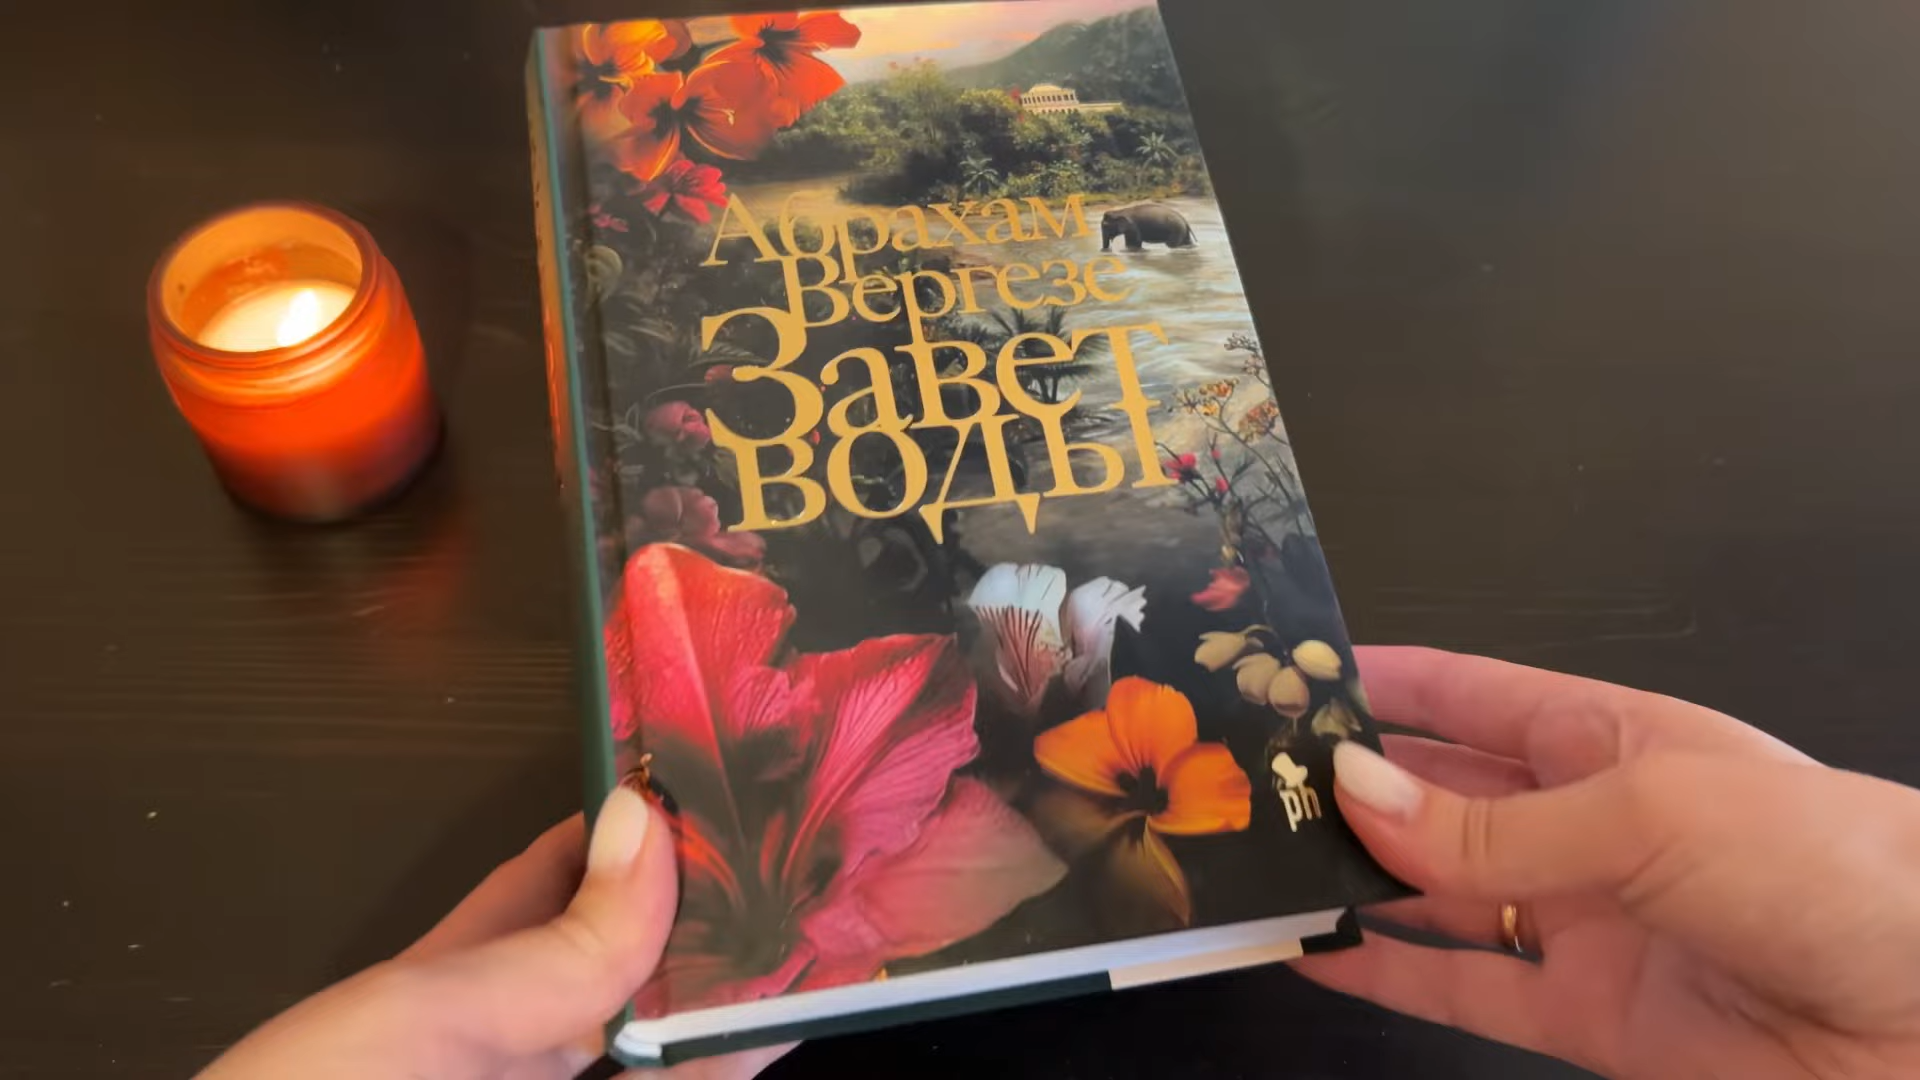 Абрахам
Вергезе
Завет
воды
ph